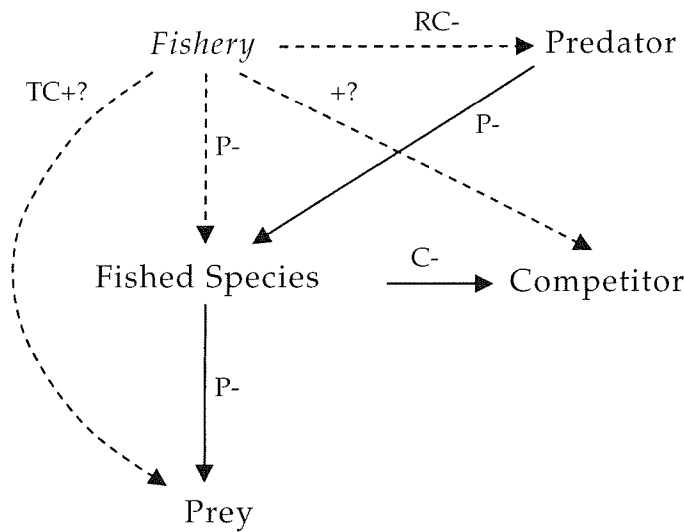 RC-
Fishery
Predator
TC+?
+?
P-
P-
C-
Fished Species
Competitor
P-
Prey